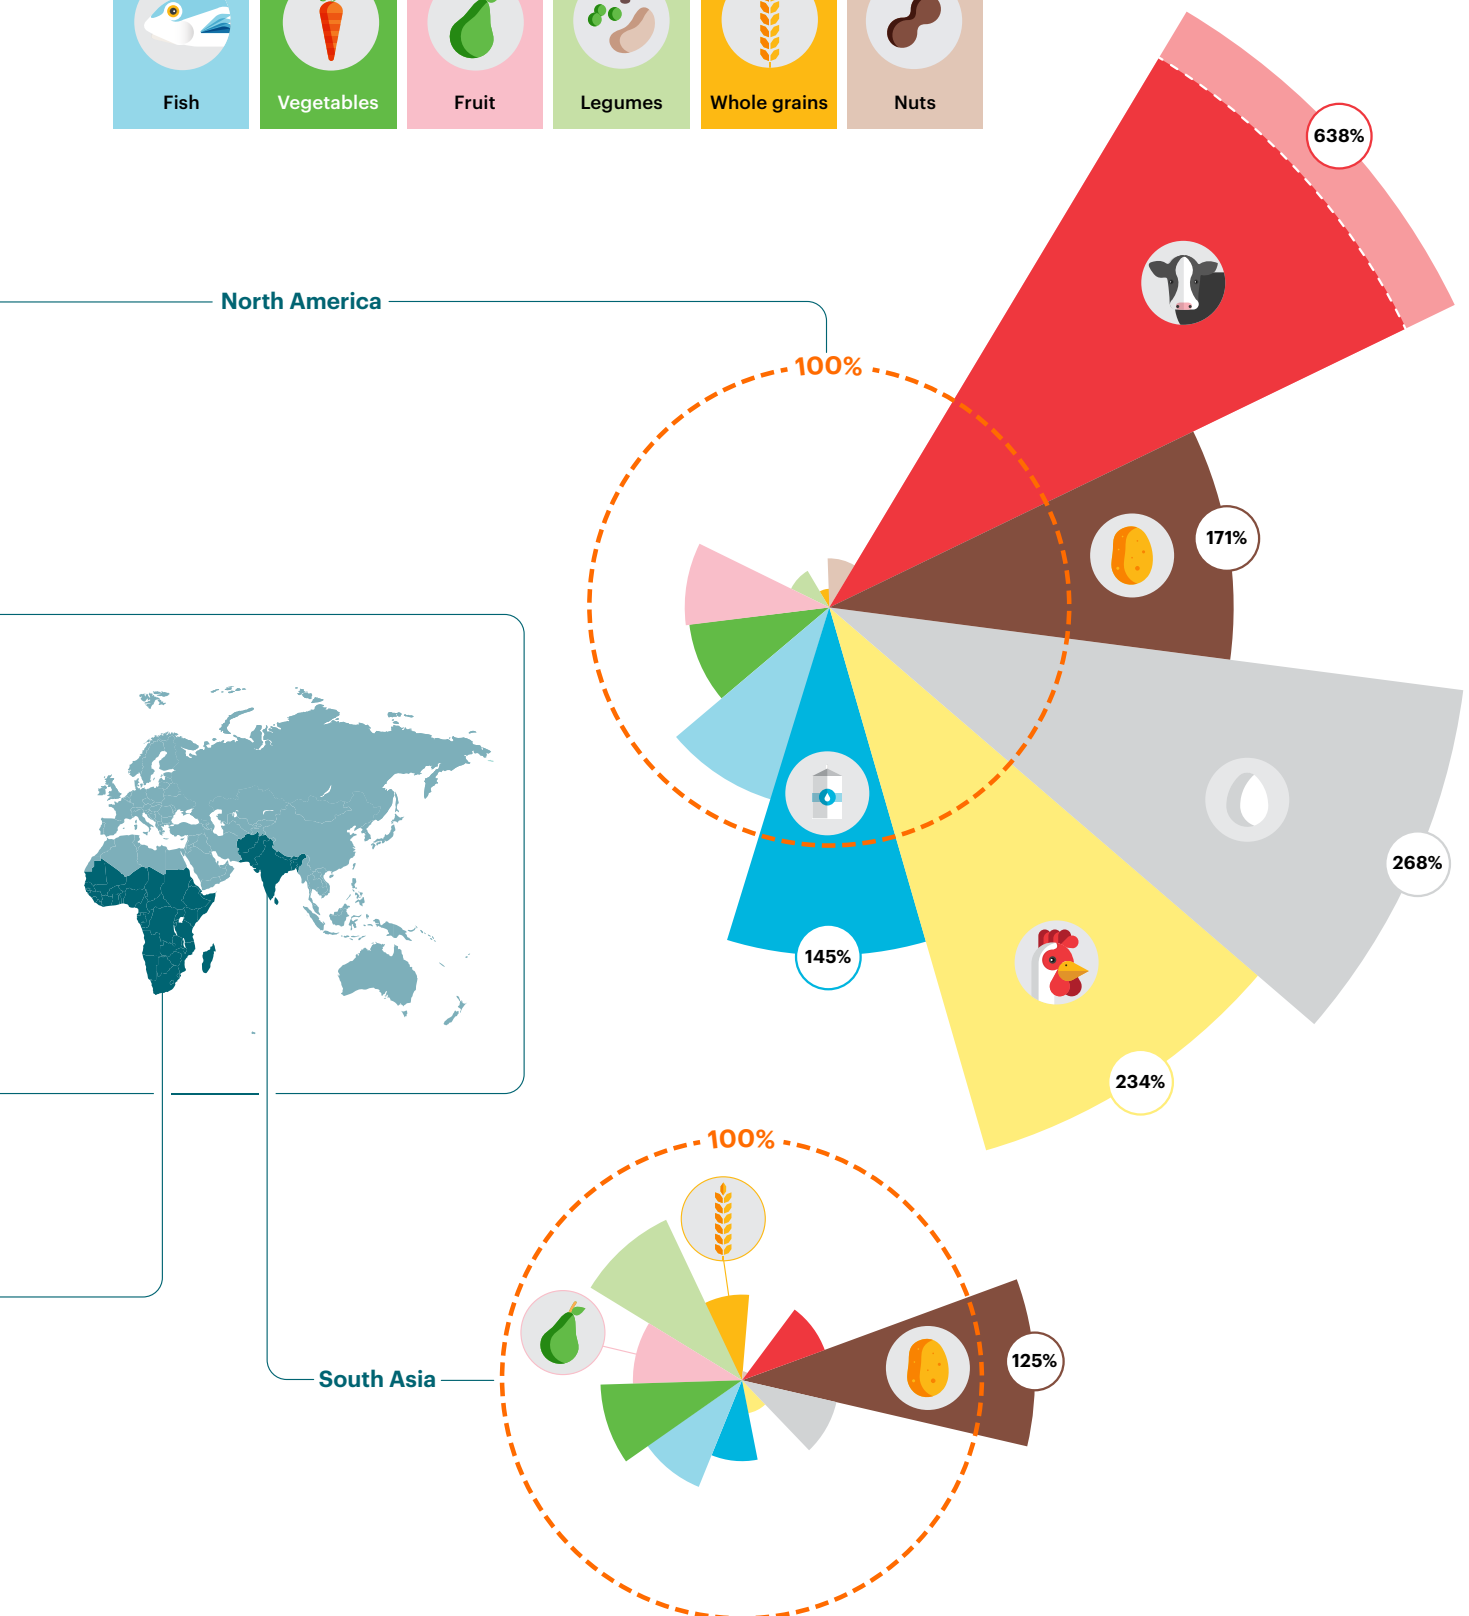 Fish
Vegetables
Fruit
Legumes
Whole grains
Nuts
638%
North America
100%
171%
268%
145%
234%
100%
125%
South Asia